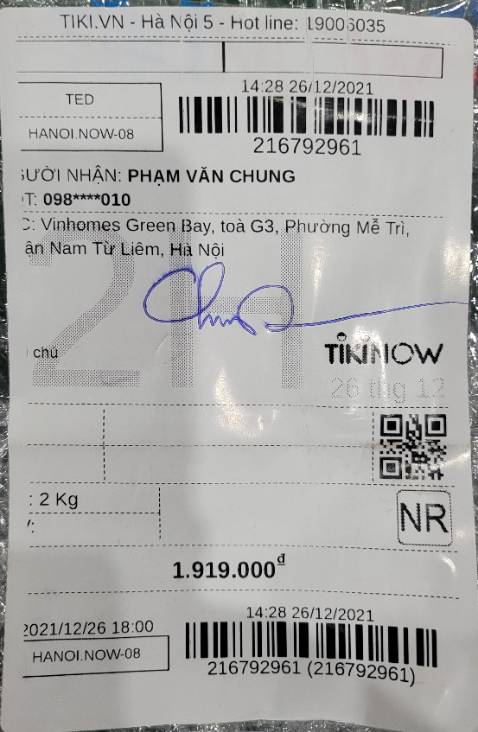 TIKI.VN - Hà Nội 5 - Hot line: 19006035
TED
HANOI.NOW-08
14:28 26/12/2021
216792961
ƯỜI NHẬN: PHẠM VĂN CHUNG
T: 098****010
C: Vinhomes Green Bay, toà G3, Phường Mễ Trì,
ận Nam Từ Liêm, Hà Nội
2H
Chung
chú
TIKINOW
26 thg 12
: 2 Kg
NR
1.919.000đ
2021/12/26 18:00
HANOI.NOW-08
14:28 26/12/2021
216792961 (216792961)